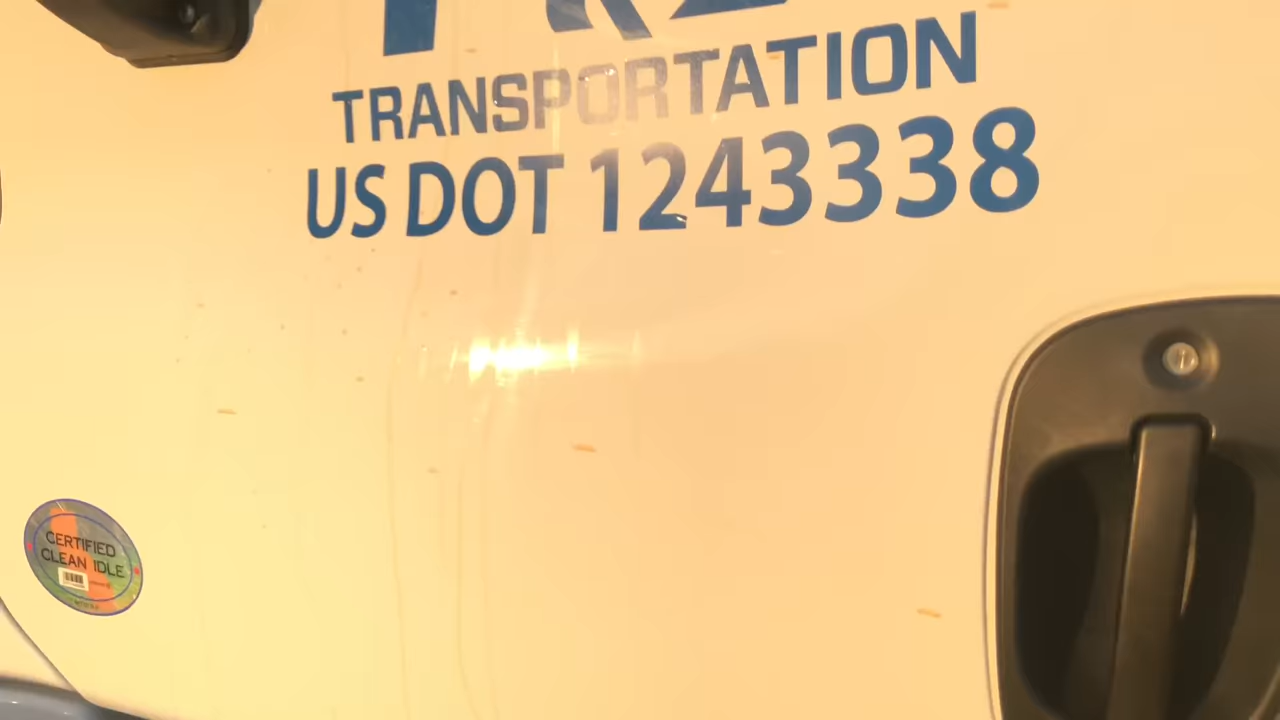 TRANSPORTATION
US DOT 1243338
CERTIFIED
CLEAN IDLE